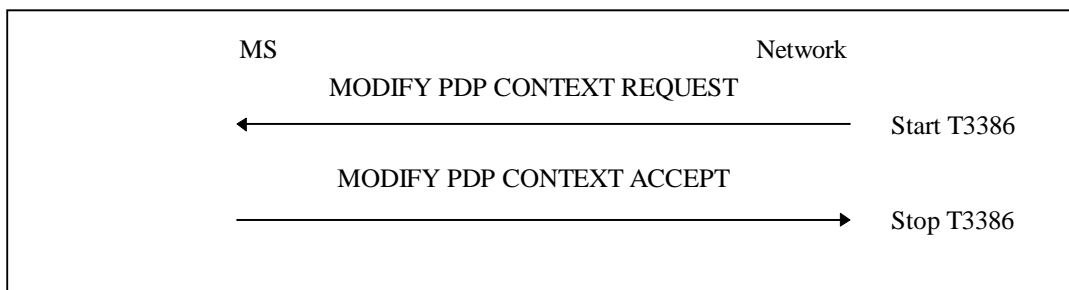 MS Network
MODIFY PDP CONTEXT REQUEST
Start T3386
MODIFY PDP CONTEXT ACCEPT
Stop T3386